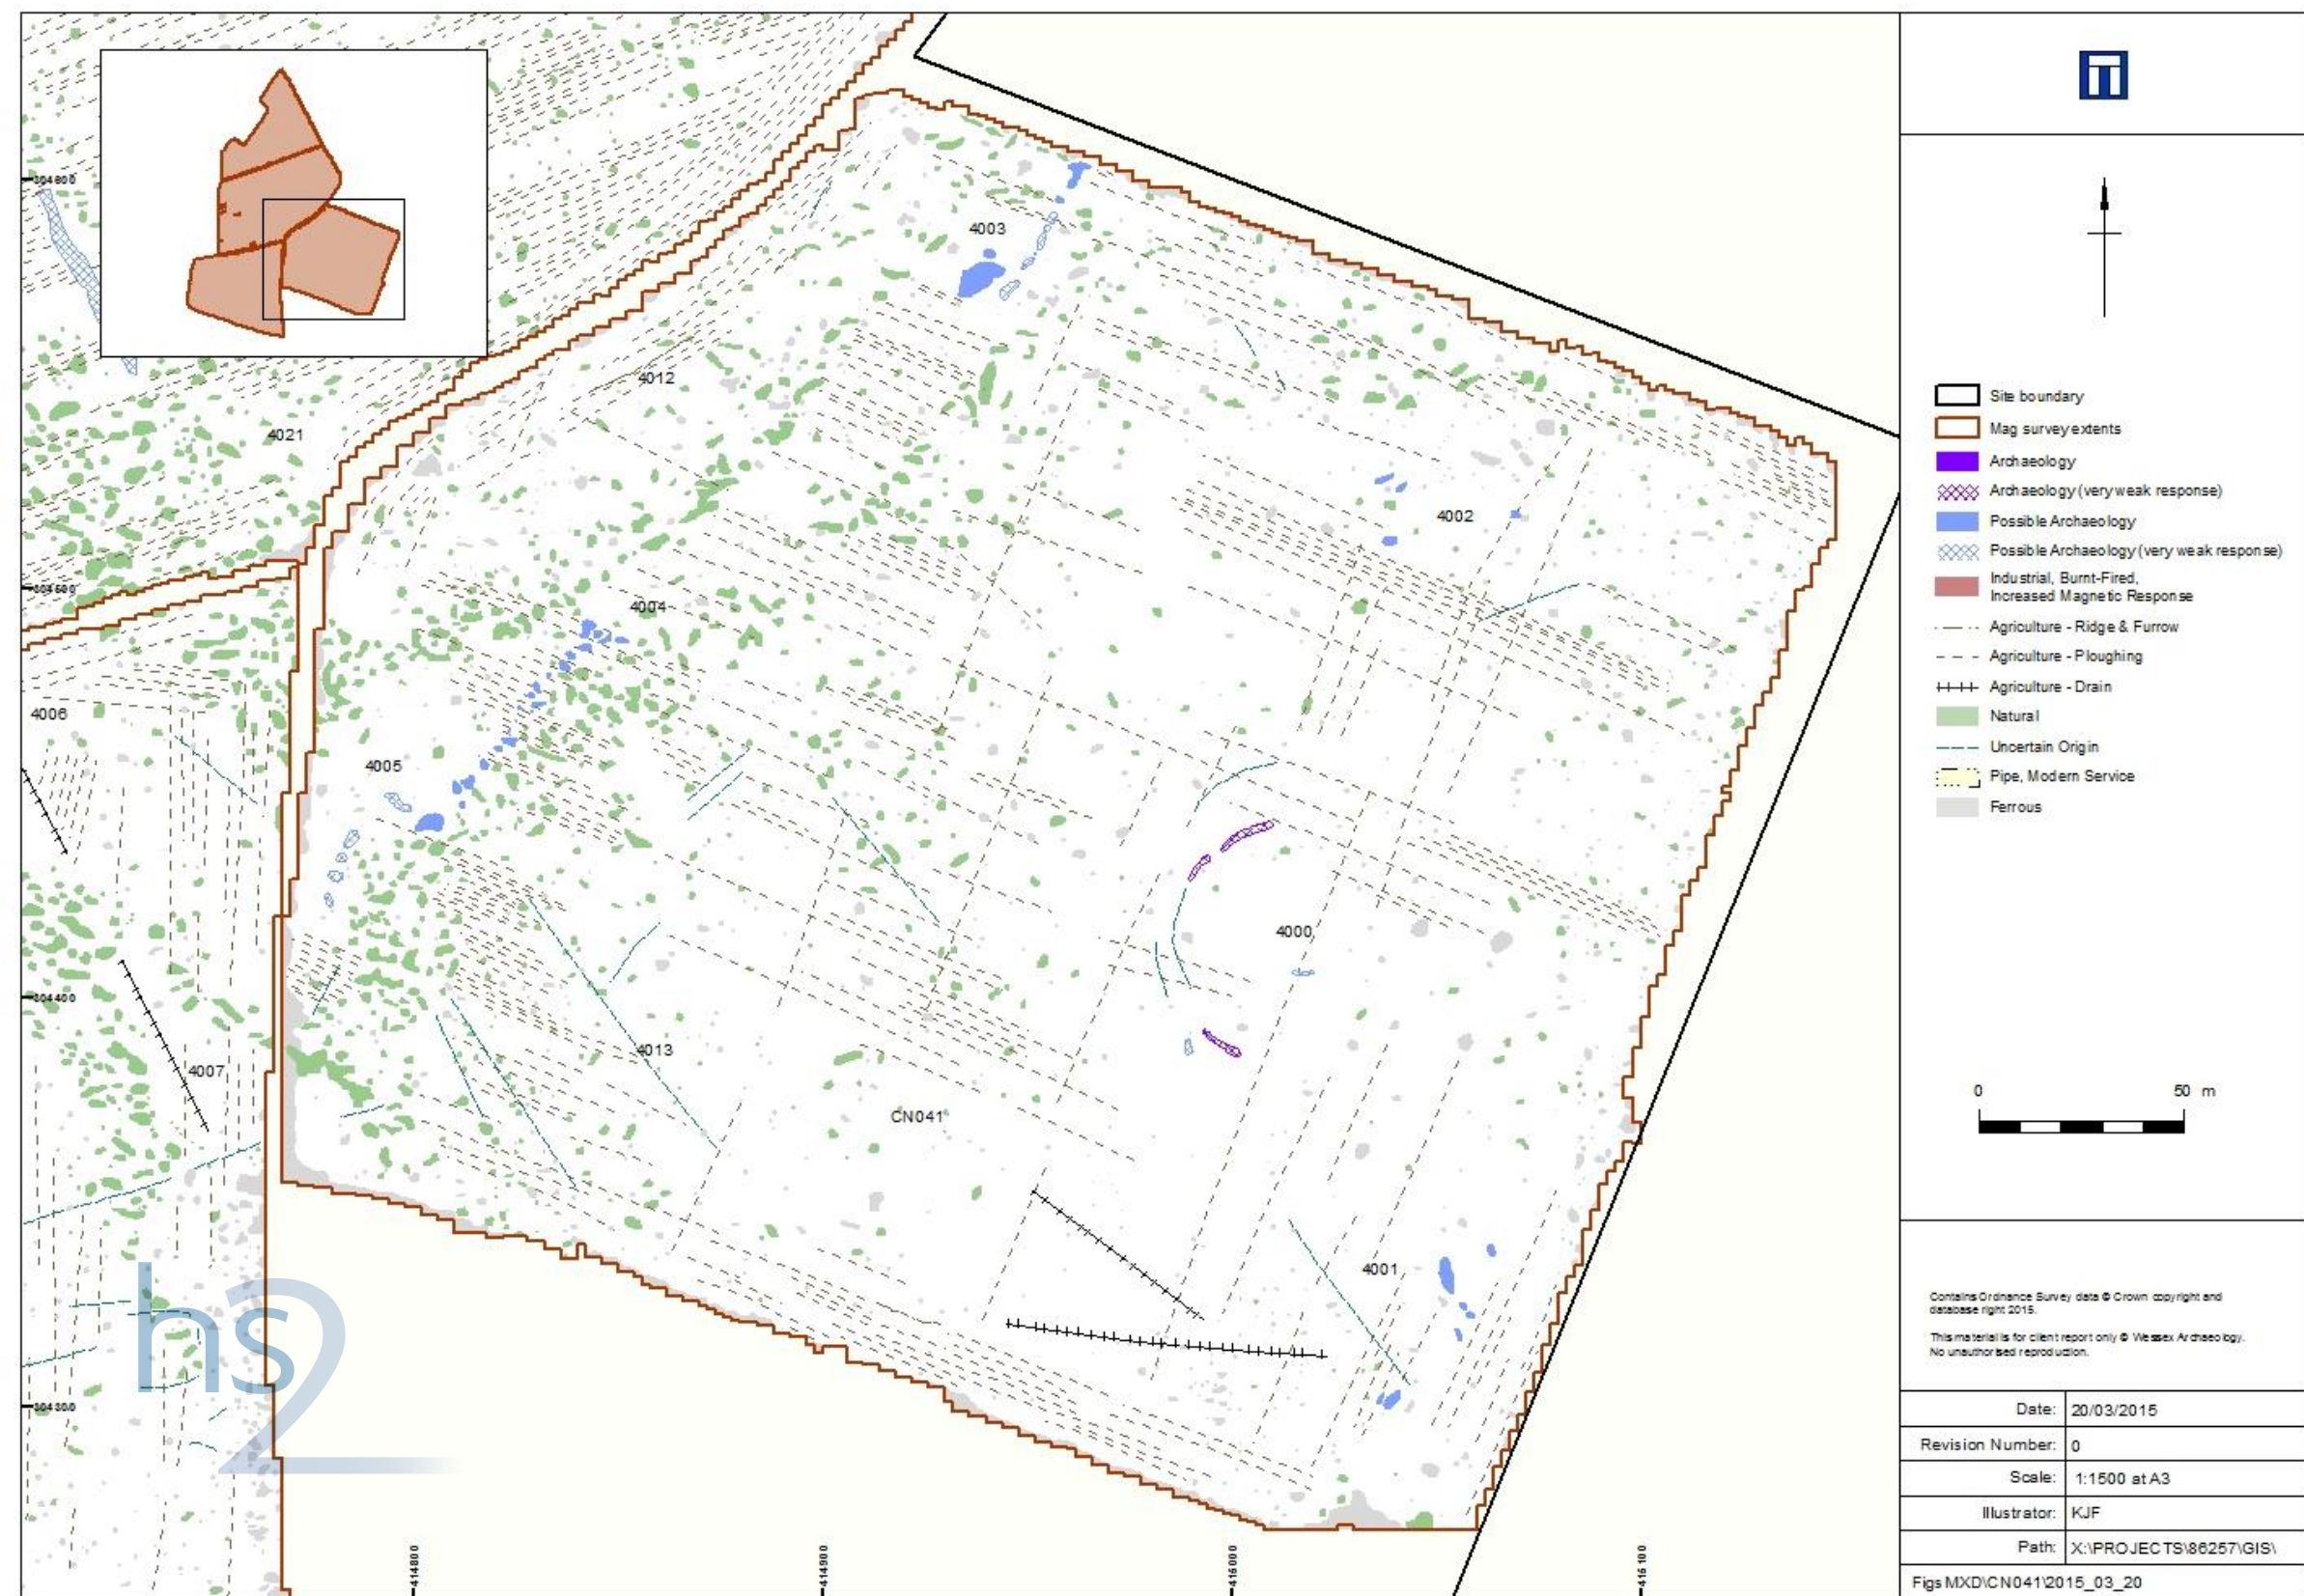 4003
4012
4021
4002
4004
4006
4005
4000
4013
4007
CN041
4001
hs2
414800
414900
416000
416100
Site boundary
Mag survey extents
Archaeology
Archaeology (very weak response)
Possible Archaeology
Possible Archaeology (very weak response)
Industrial, Burnt-Fired,
Increased Magnetic Response
Agriculture - Ridge & Furrow
Agriculture - Ploughing
Agriculture - Drain
Natural
Uncertain Origin
Pipe, Modern Service
Ferrous
0 50 m
Contains Ordnance Survey data © Crown copyright and
database right 2015.
This material is for client report only © Wessex Archaeology.
No unauthorised reproduction.
Date: 20/03/2015
Revision Number: 0
Scale: 1:1500 at A3
Illustrator: KJF
Path: X:\PROJECTS\86257\GIS\
Figs MXD\CN041\2015_03_20